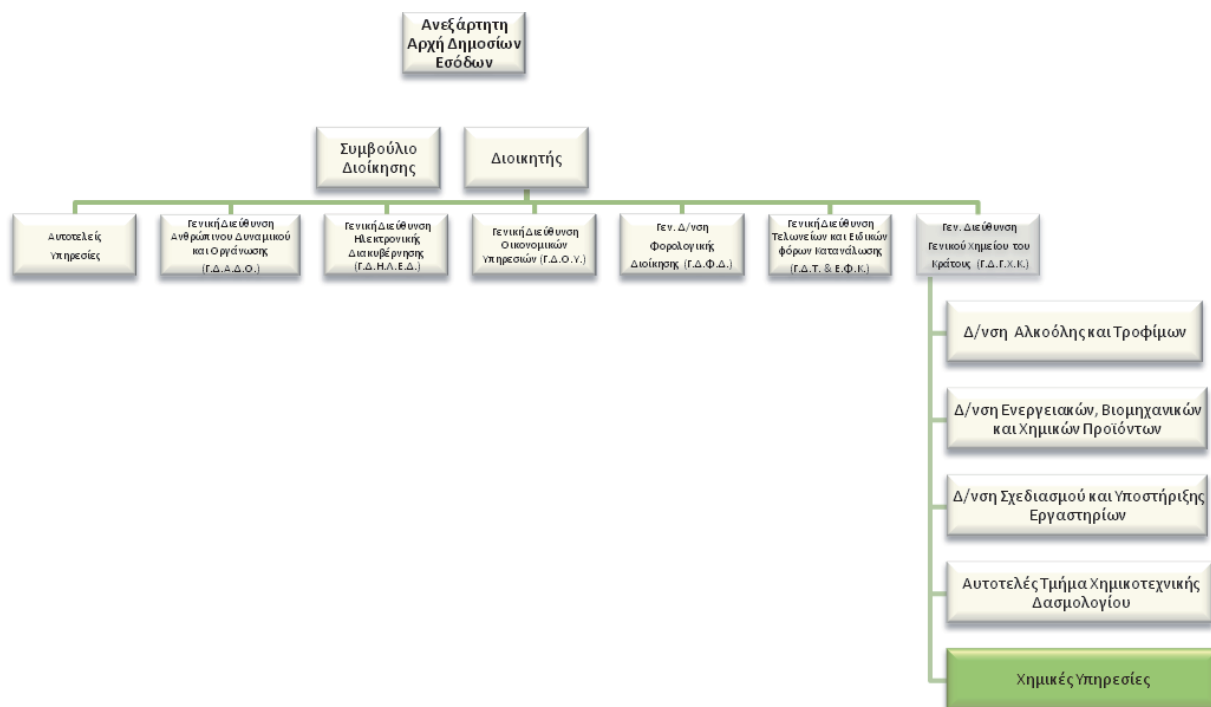 Ανεξάρτητη
Αρχή Δημοσίων
Εσόδων
Συμβούλιο
Διοίκησης
Διοικητής
Αυτοτελείς
Υπηρεσίες
Γενική Διεύθυνση
Ανθρώπινου Δυναμικού
και Οργάνωσης
(Γ.Δ.Α.Δ.Ο.)
Γενική Διεύθυνση
Ηλεκτρονικής
Διακυβέρνησης
(Γ.Δ.Η.Λ.Ε.Δ.)
Γενική Διεύθυνση
Οικονομικών
Υπηρεσιών (Γ.Δ.Ο.Υ.)
Γεν. Δ/νση
Φορολογικής
Διοίκησης (Γ.Δ.Φ.Δ.)
Γενική Διεύθυνση
Τελωνείων και Ειδικών
φόρων Κατανάλωσης
(Γ.Δ.Τ. & Ε.Φ.Κ.)
Γεν. Διεύθυνση
Γενικού Χημείου του
Κράτους (Γ.Δ.Γ.Χ.Κ.)
Δ/νση Αλκοόλης και Τροφίμων
Δ/νση Ενεργειακών, Βιομηχανικών
και Χημικών Προϊόντων
Δ/νση Σχεδιασμού και Υποστήριξης
Εργαστηρίων
Αυτοτελές Τμήμα Χημικοτεχνικής
Δασμολογίου
Χημικές Υπηρεσίες